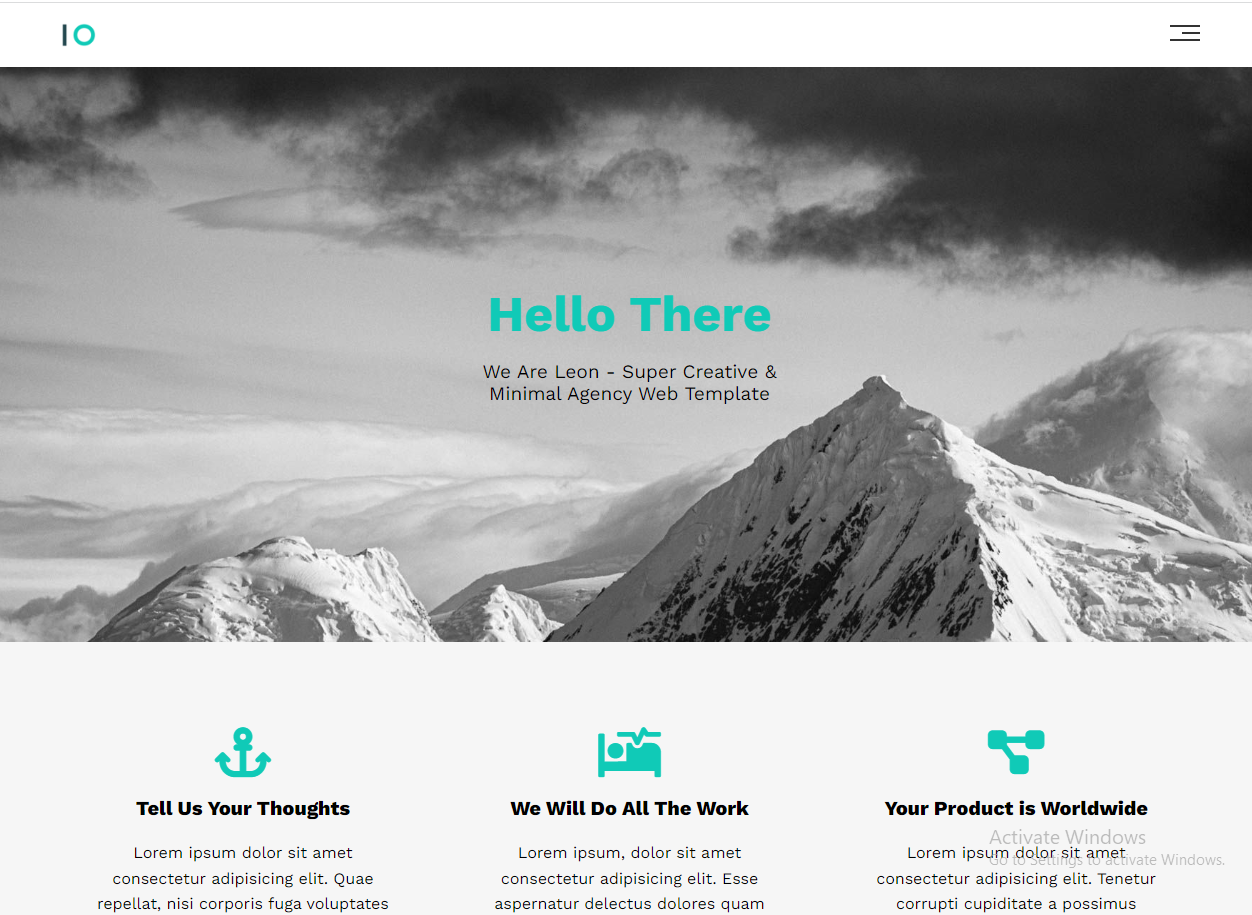 IO
Hello There
We Are Leon - Super Creative &
Minimal Agency Web Template
Tell Us Your Thoughts
Lorem ipsum dolor sit amet
consectetur adipisicing elit. Quae
repellat, nisi corporis fuga voluptates
We Will Do All The Work
Lorem ipsum, dolor sit amet
consectetur adipisicing elit. Esse
aspernatur delectus dolores quam
Your Product is Worldwide
Lorem ipsum dolor sit amet
consectetur adipisicing elit. Tenetur
corrupti cupiditate a possimus
Activate Windows
Go to Settings to activate Windows.